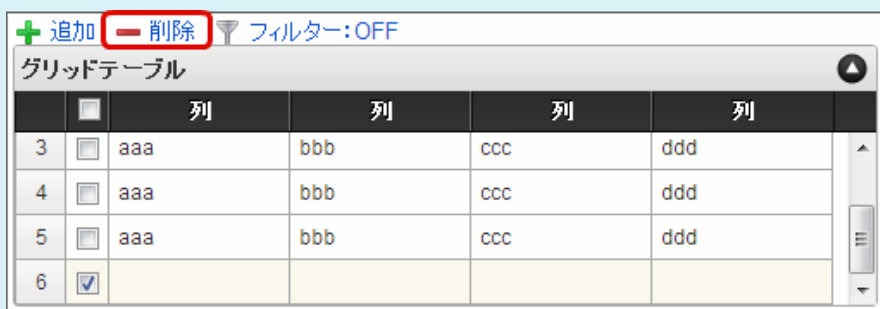 追加 削除 フィルター:OFF
グリッドテーブル
列 列 列 列
3 aaa bbb ccc ddd
4 aaa bbb ccc ddd
5 aaa bbb ccc ddd
6